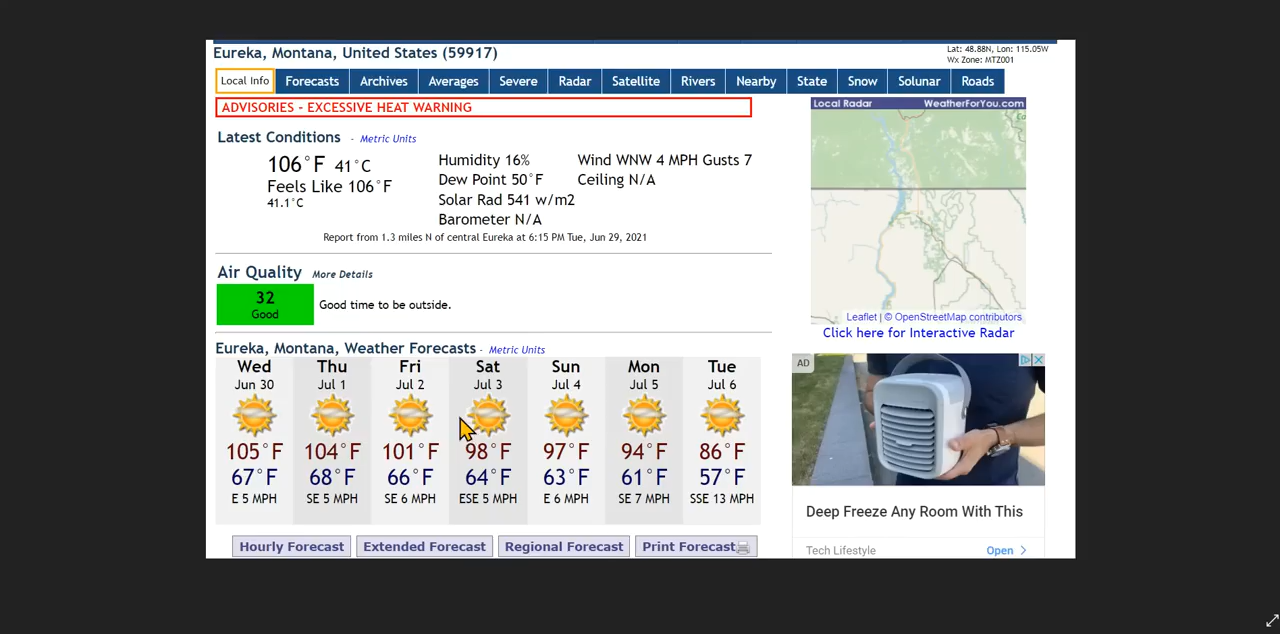 Eureka, Montana, United States (59917)
Lat: 48.88N, Lon: 115.05W
Wx Zone: MTZ001
Local Info Forecasts Archives Averages Severe Radar Satellite Rivers Nearby State Snow Solunar Roads
ADVISORIES - EXCESSIVE HEAT WARNING
Latest Conditions - Metric Units
106°F 41°C
Feels Like 106°F
41.1°C
Humidity 16%
Dew Point 50°F
Solar Rad 541 w/m2
Barometer N/A
Wind WNW 4 MPH Gusts 7
Ceiling N/A
Report from 1.3 miles N of central Eureka at 6:15 PM Tue, Jun 29, 2021
Air Quality More Details
32
Good
Good time to be outside.
Eureka, Montana, Weather Forecasts - Metric Units
Wed Thu Fri Sat Sun Mon Tue
Jun 30 Jul 1 Jul 2 Jul 3 Jul 4 Jul 5 Jul 6
105°F 104°F 101°F 98°F 97°F 94°F 86°F
67°F 68°F 66°F 64°F 63°F 61°F 57°F
E 5 MPH SE 5 MPH SE 6 MPH ESE 5 MPH E 6 MPH SE 7 MPH SSE 13 MPH
Hourly Forecast Extended Forecast Regional Forecast Print Forecast
Local Radar WeatherForYou.com
Leaflet | © OpenStreetMap contributors
Click here for Interactive Radar
AD
Deep Freeze Any Room With This
Tech Lifestyle Open